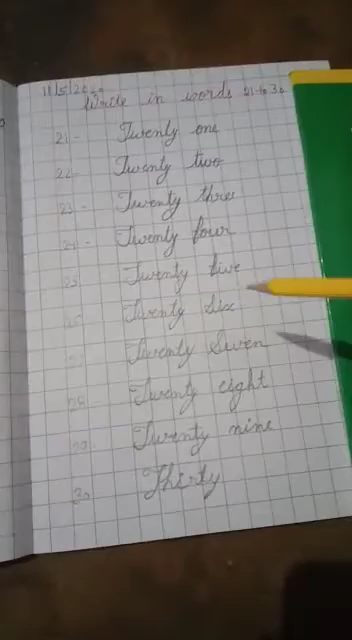 Write in words 21 to 30
21 - Twenty one
22 - Twenty two
23 - Twenty three
24 - Twenty four
25 Twenty five
26 Twenty six
27 Twenty Seven
28. Twenty eight
29. Twenty nine
30 Thirty